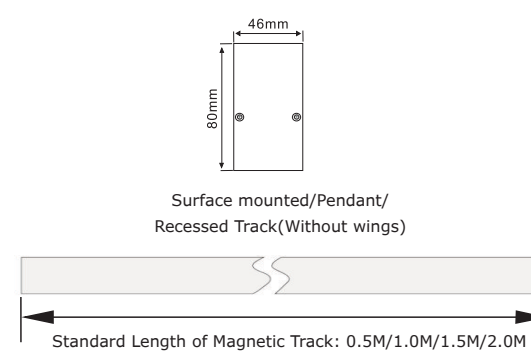 46mm
80mm
Surface mounted/Pendant/
Recessed Track(Without wings)
Standard Length of Magnetic Track: 0.5M/1.0M/1.5M/2.0M